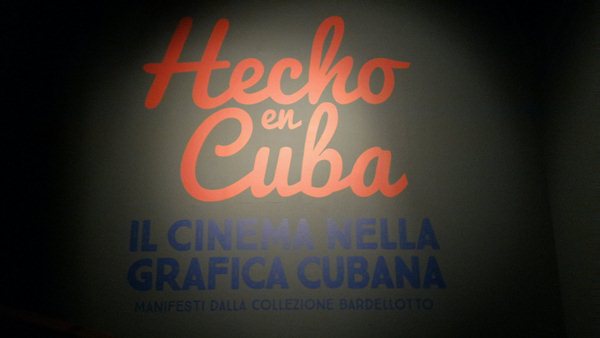 Hecho
en
Cuba
IL CINEMA NELLA
GRAFICA CUBANA
MANIFESTI DALLA COLLEZIONE BARDELLOTTO